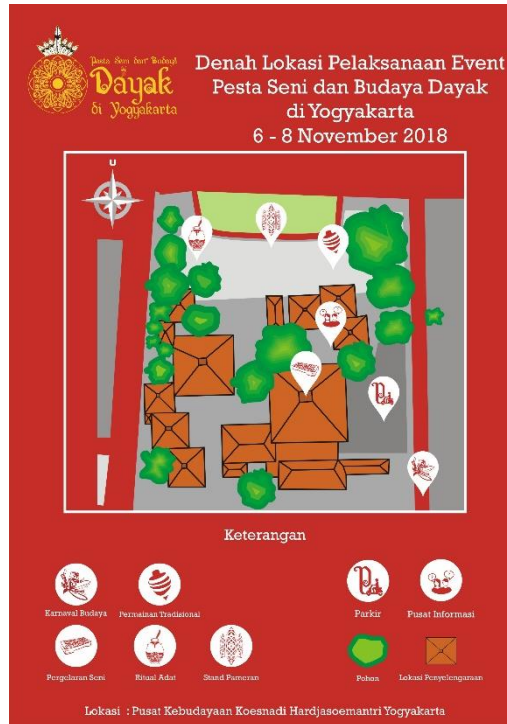 Pesta Seni dan Budaya
Dayak
di Yogyakarta
Denah Lokasi Pelaksanaan Event
Pesta Seni dan Budaya Dayak
di Yogyakarta
6 - 8 November 2018
U
Keterangan
Karnaval Budaya
Permainan Tradisional
Parkir
Pusat Informasi
Pergelaran Seni
Ritual Adat
Stand Pameran
Pohon
Lokasi Penyelengaraan
Lokasi : Pusat Kebudayaan Koesnadi Hardjasoemantri Yogyakarta